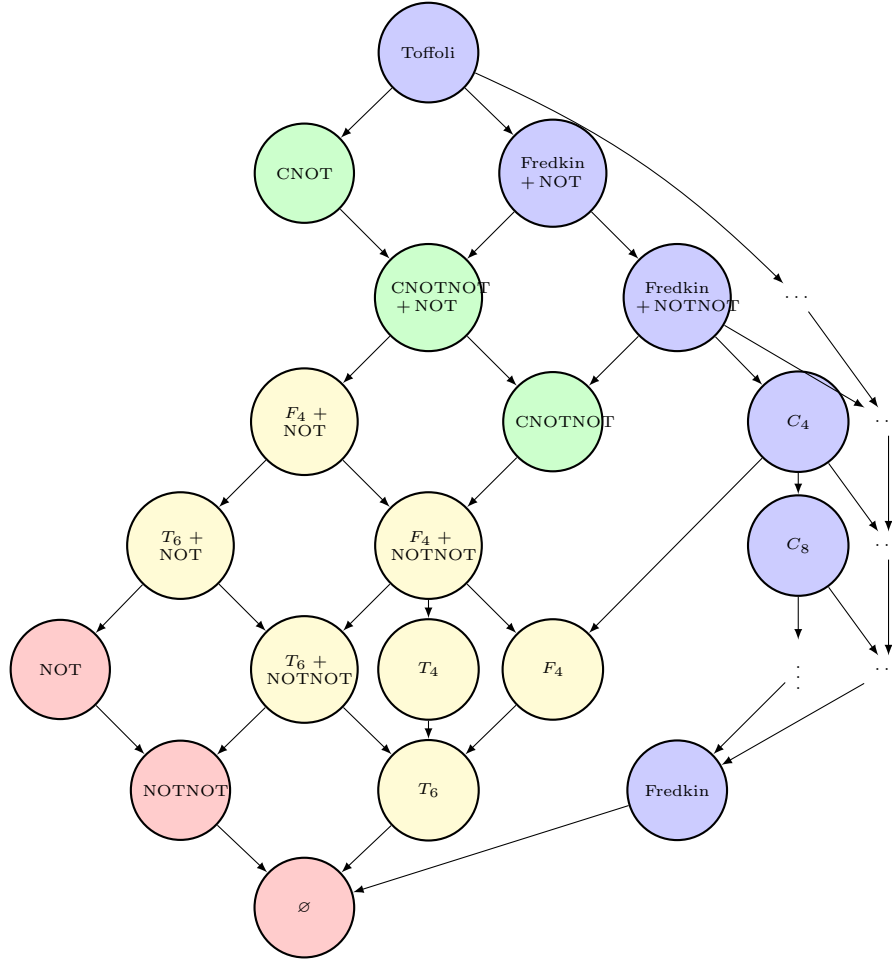 Toffoli
CNOT
Fredkin
+ NOT
CNOTNOT
+ NOT
Fredkin
+ NOTNOT
...
F₄ +
NOT
CNOTNOT
C₄
..
T₆ +
NOT
F₄ +
NOTNOT
C₈
..
NOT
T₆ +
NOTNOT
T₄
F₄
⋮
..
NOTNOT
T₆
Fredkin
∅